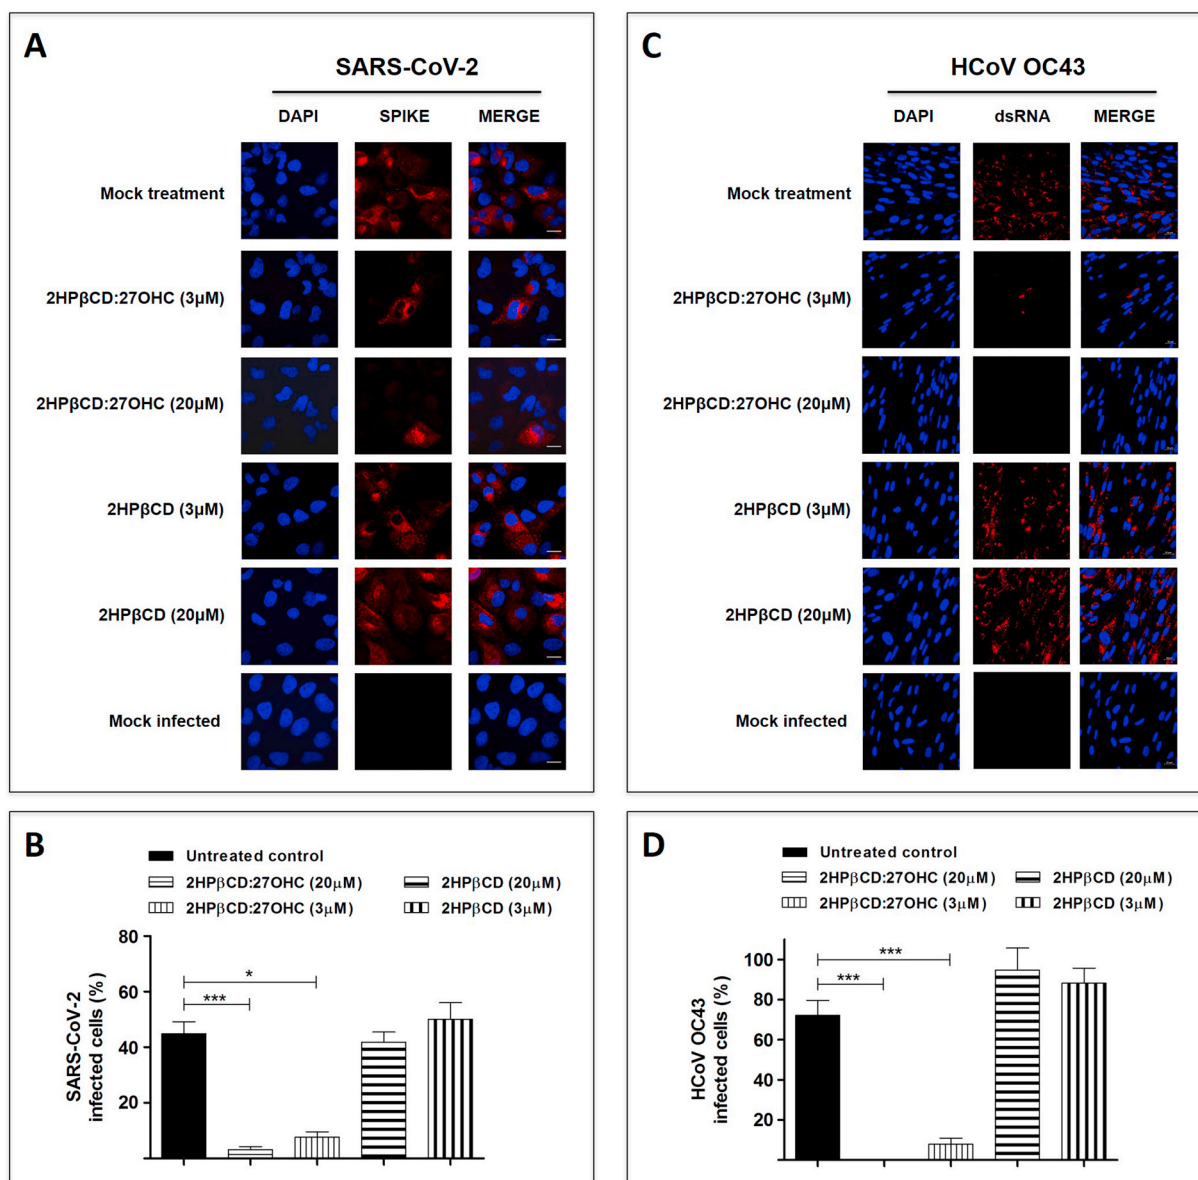 A
SARS-CoV-2
DAPI SPIKE MERGE
Mock treatment
2HPβCD:27OHC (3µM)
2HPβCD:27OHC (20µM)
2HPβCD (3µM)
2HPβCD (20µM)
Mock infected
C
HCoV OC43
DAPI dsRNA MERGE
Mock treatment
2HPβCD:27OHC (3µM)
2HPβCD:27OHC (20µM)
2HPβCD (3µM)
2HPβCD (20µM)
Mock infected
B
Untreated control
2HPβCD:27OHC (20µM) 2HPβCD (20µM)
2HPβCD:27OHC (3µM) 2HPβCD (3µM)
SARS-CoV-2
infected cells (%)
80
60
40
20
*
***
D
Untreated control
2HPβCD:27OHC (20µM) 2HPβCD (20µM)
2HPβCD:27OHC (3µM) 2HPβCD (3µM)
HCoV OC43
infected cells (%)
100
80
60
40
20
***
***